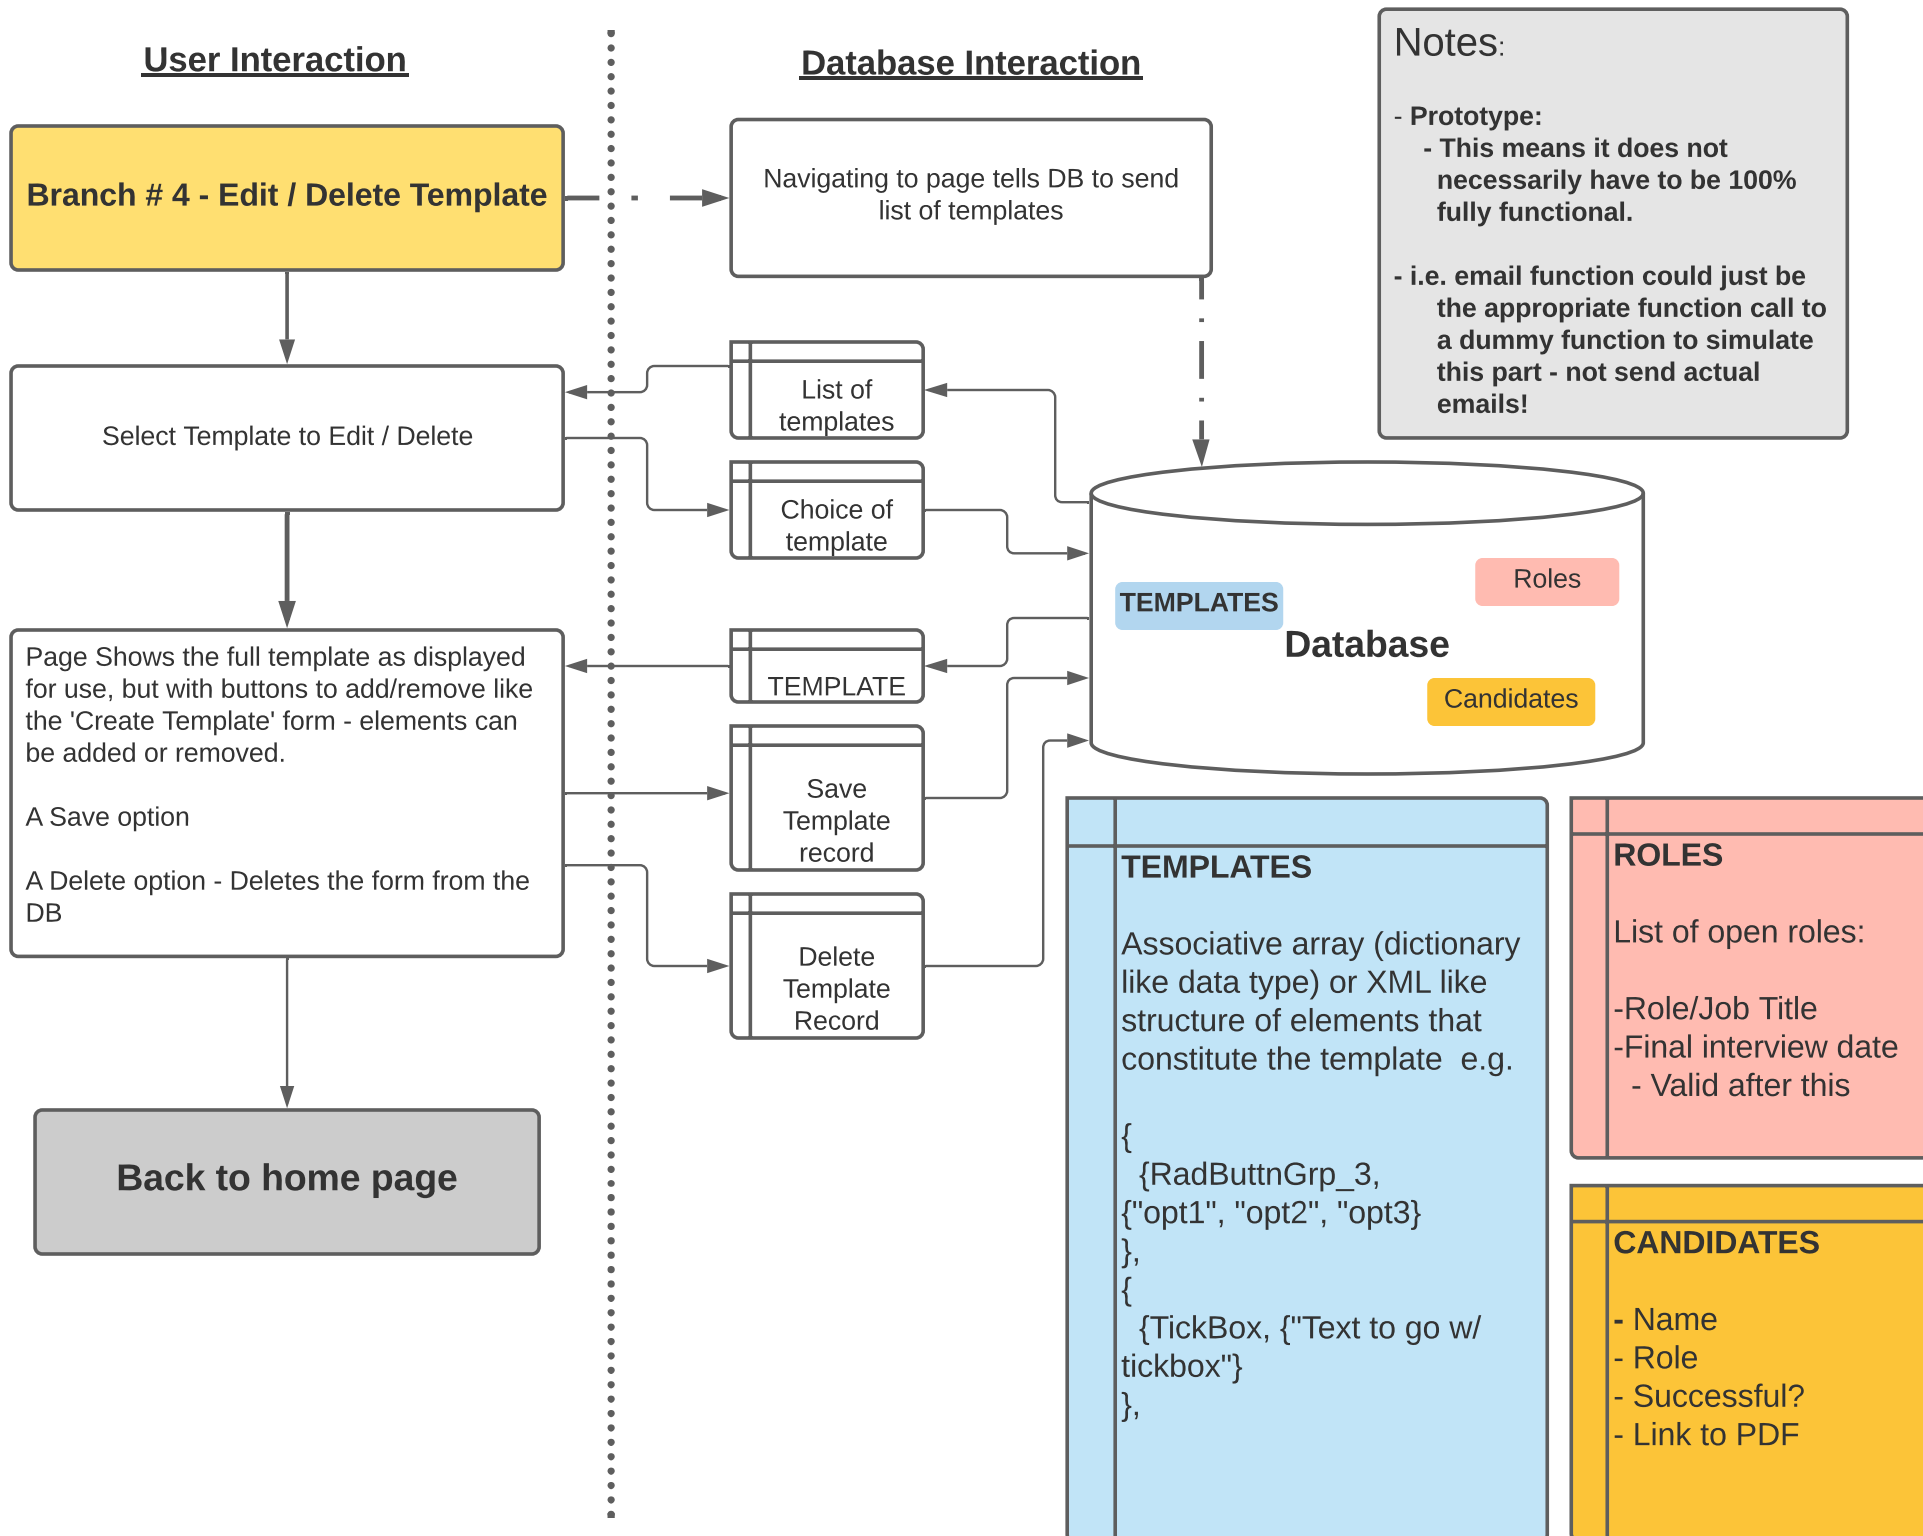 User Interaction
Database Interaction
Notes:
- Prototype:
- This means it does not
necessarily have to be 100%
fully functional.
- i.e. email function could just be
the appropriate function call to
a dummy function to simulate
this part - not send actual
emails!
Branch # 4 - Edit / Delete Template
Navigating to page tells DB to send
list of templates
Select Template to Edit / Delete
List of
templates
Choice of
template
Page Shows the full template as displayed
for use, but with buttons to add/remove like
the 'Create Template' form - elements can
be added or removed.
A Save option
A Delete option - Deletes the form from the
DB
TEMPLATE
Save
Template
record
Delete
Template
Record
Back to home page
Roles
TEMPLATES
Database
Candidates
TEMPLATES
Associative array (dictionary
like data type) or XML like
structure of elements that
constitute the template  e.g.
{
{RadButtnGrp_3,
{"opt1", "opt2", "opt3}
},
{
{TickBox, {"Text to go w/
tickbox"}
},
ROLES
List of open roles:
-Role/Job Title
-Final interview date
- Valid after this
CANDIDATES
- Name
- Role
- Successful?
- Link to PDF